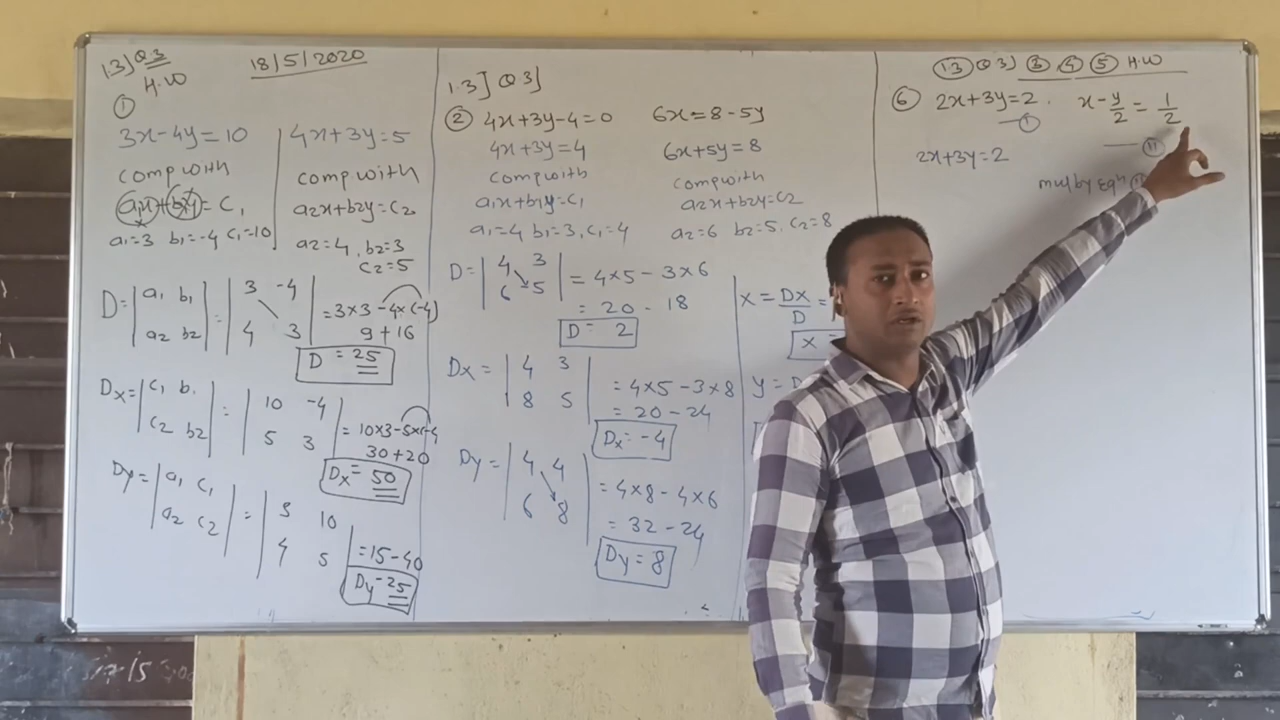 1.3] Q3
H.W
18/5/2020
①
3x-4y=10
comp with
a1x+b1y=c1
a1=3 b1=-4 c1=10
4x+3y=5
comp with
a2x+b2y=c2
a2=4, b2=3
c2=5
D= | a1 b1 | = | 3 -4 | =3×3-4×(-4)
| a2 b2 | | 4 3 | 9+16
D = 25
Dx= | c1 b1 | = | 10 -4 | =10×3-5×(-4
| c2 b2 | | 5 3 | 30+20
Dx= 50
Dy= | a1 c1 | = | 3 10 |
| a2 c2 | | 4 5 | =15-40
Dy-25
1.3] Q3]
② 4x+3y-4=0
4x+3y=4
comp with
a1x+b1y=c1
a1=4 b1=3, c1=4
6x=8-5y
6x+5y=8
comp with
a2x+b2y=c2
a2=6 b2=5, c2=8
D= | 4 3 | = 4×5-3×6
| 6 5 | = 20-18
D= 2
Dx= | 4 3 | = 4×5-3×8
| 8 5 | = 20-24
Dx=-4
Dy= | 4 4 | =4×8-4×6
| 6 8 | = 32-24
Dy=8
x = Dx/D =
x =
y =
1.3 Q3] ③ ④ ⑤ H.W
⑥ 2x+3y=2. x-y/2=1/2
— ① — ⑪
2x+3y=2
mul by eqn